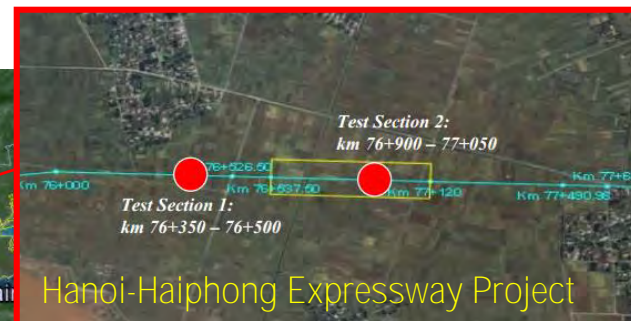 Test Section 2:
km 76+900 – 77+050
76+526.50
Km 76+000
Km 76+537.50
Km 77+120
Km 77+490.98
Km 77+6
Test Section 1:
km 76+350 – 76+500
Hanoi-Haiphong Expressway Project